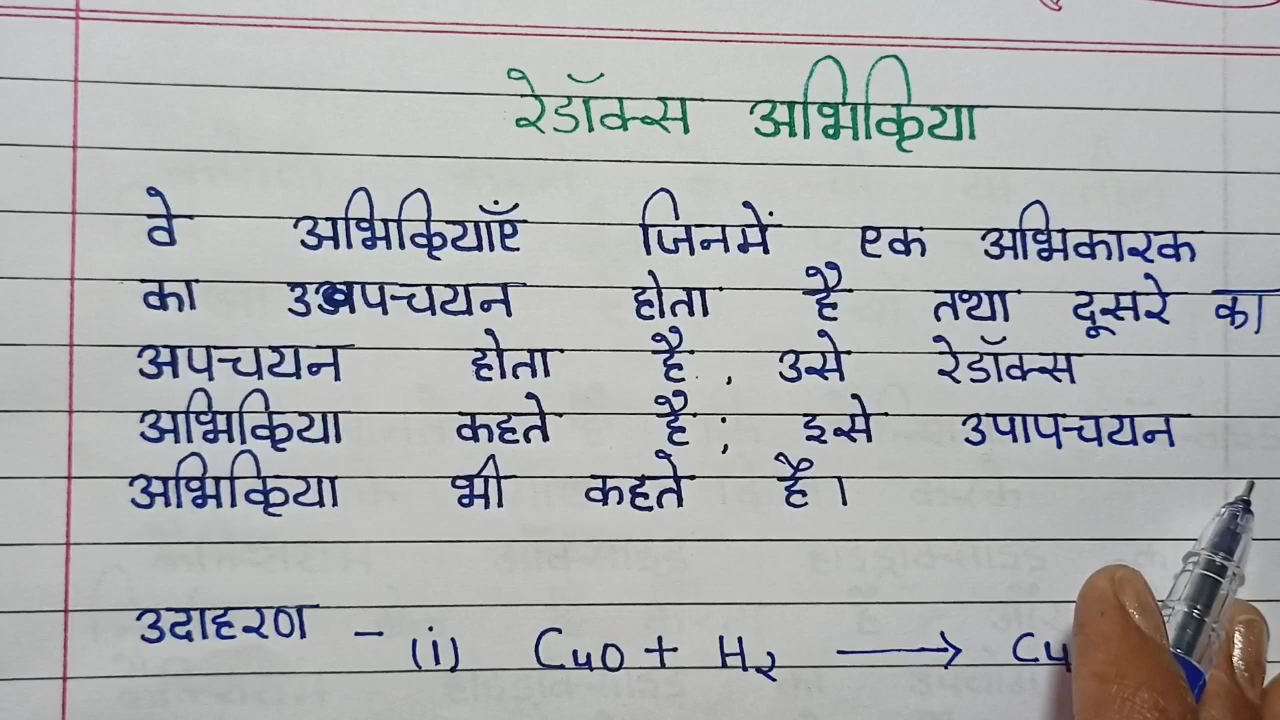 रेडॉक्स अभिक्रिया
वे अभिक्रियाएँ जिनमें एक अभिकारक
का उपचयन होता है तथा दूसरे का
अपचयन होता है, उसे रेडॉक्स
अभिक्रिया कहते है; इसे उपापचयन
अभिक्रिया भी कहते है।
उदाहरण - (i) CuO + H₂ ⟶ Cu